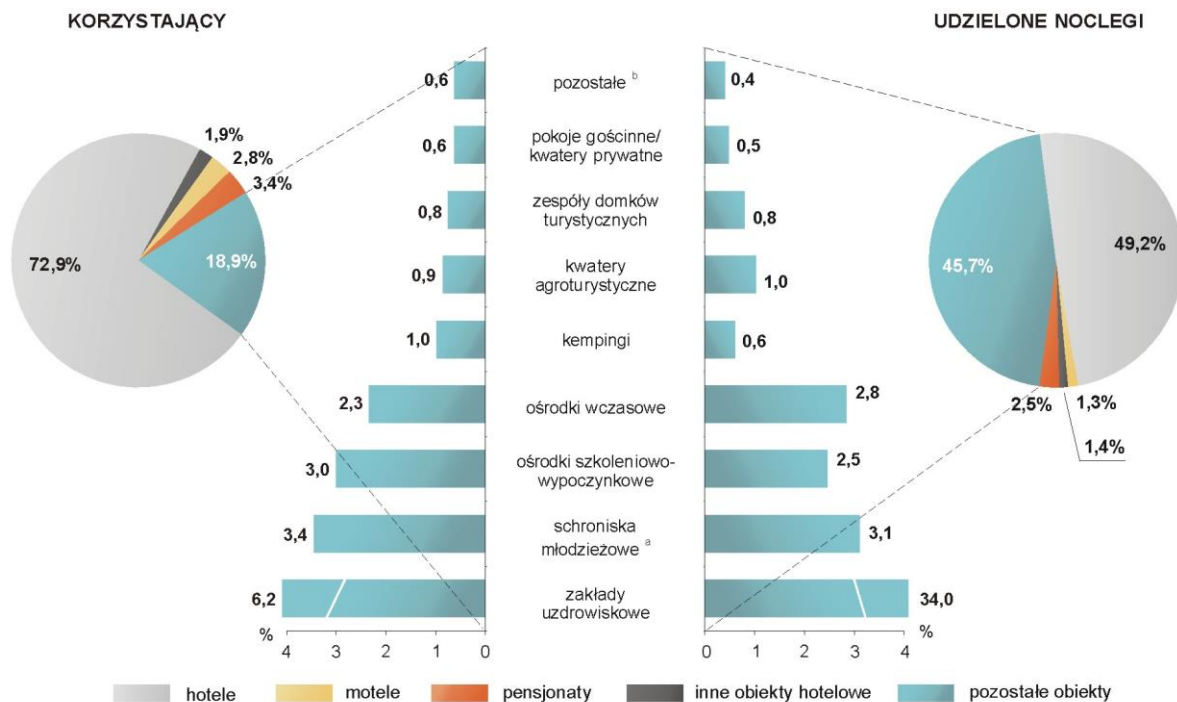 KORZYSTAJĄCY
UDZIELONE NOCLEGI
1,9%
2,8%
3,4%
72,9%
18,9%
0,6
pozostałe b
0,4
0,6
pokoje gościnne/
kwatery prywatne
0,5
0,8
zespóły domków
turystycznych
0,8
0,9
kwatery
agroturystyczne
1,0
1,0
kempingi
0,6
2,3
ośrodki wczasowe
2,8
3,0
ośrodki szkoleniowo-
wypoczynkowe
2,5
3,4
schroniska
młodzieżowe a
3,1
6,2
zakłady
uzdrowiskowe
34,0
45,7%
49,2%
2,5%
1,3%
1,4%
%
4 3 2 1 0
0 1 2 3 4
%
hotele
motele
pensjonaty
inne obiekty hotelowe
pozostałe obiekty